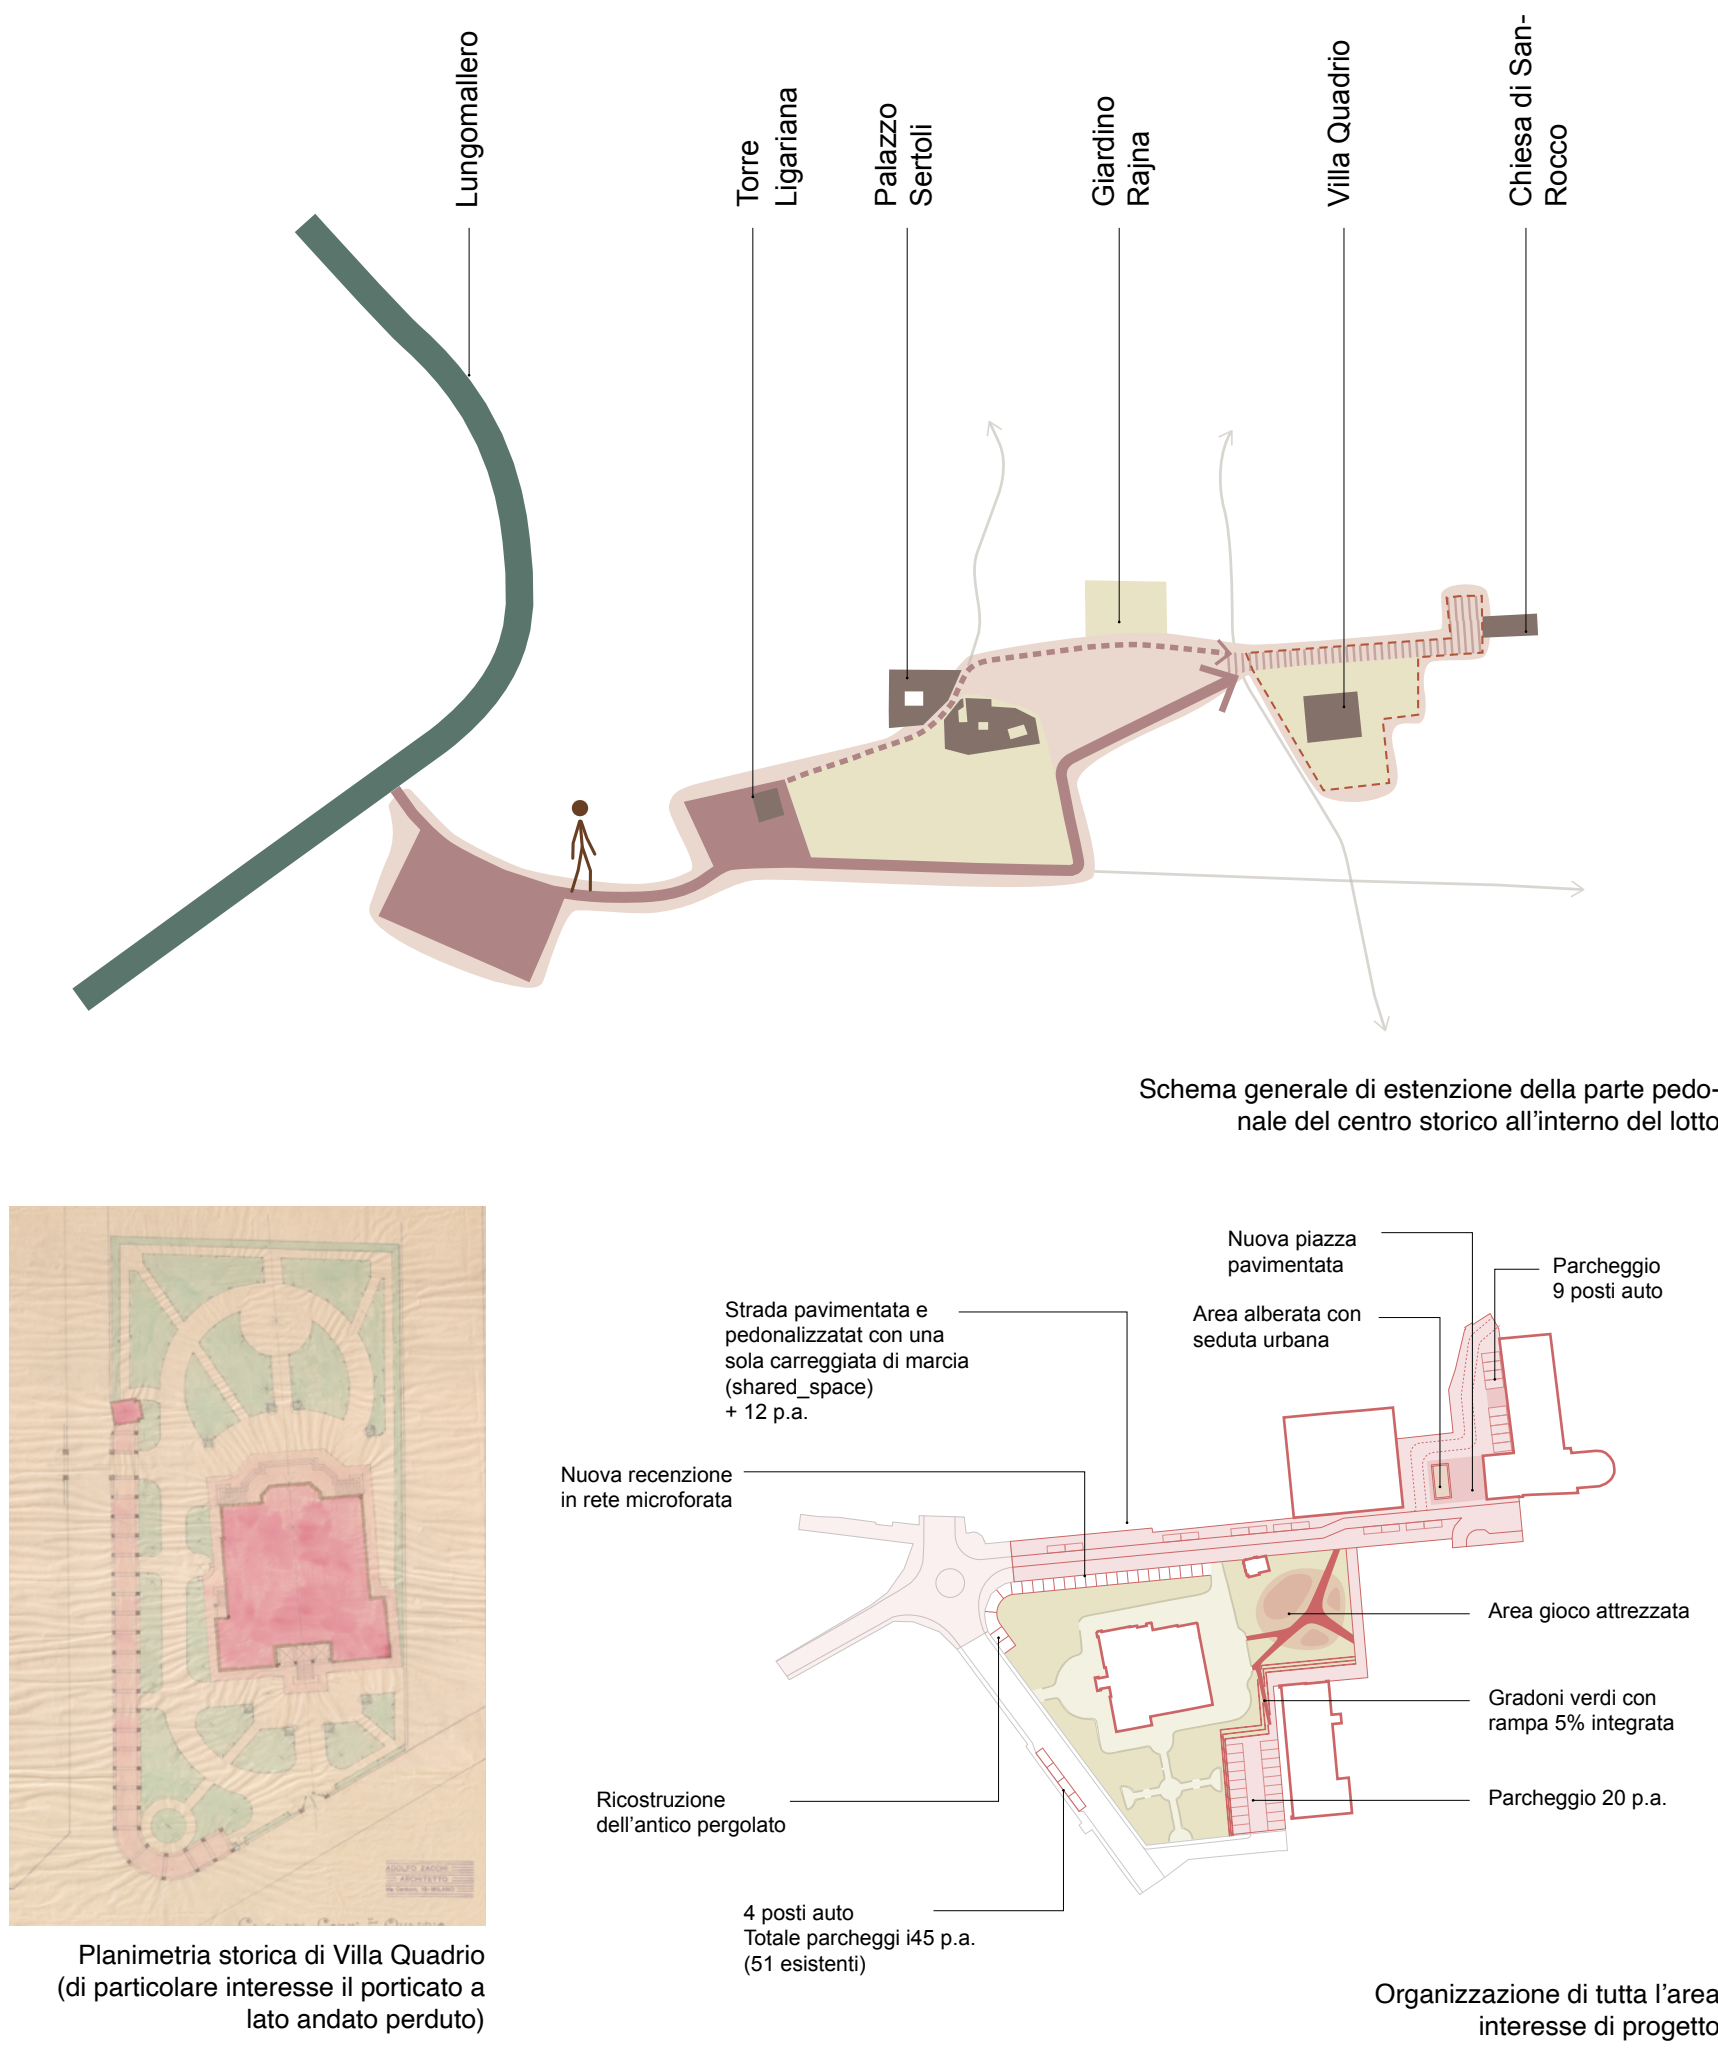 Lungomallero
Torre
Ligariana
Palazzo
Sertoli
Giardino
Rajna
Villa Quadrio
Chiesa di San-
Rocco
Schema generale di estenzione della parte pedo-
nale del centro storico all'interno del lotto
Nuova piazza
pavimentata
Parcheggio
9 posti auto
Strada pavimentata e
pedonalizzatat con una
sola carreggiata di marcia
(shared_space)
+ 12 p.a.
Area alberata con
seduta urbana
Nuova recenzione
in rete microforata
Area gioco attrezzata
Gradoni verdi con
rampa 5% integrata
Ricostruzione
dell'antico pergolato
Parcheggio 20 p.a.
4 posti auto
Totale parcheggi i45 p.a.
(51 esistenti)
ADOLFO ZACCHI
ARCHITETTO
Planimetria storica di Villa Quadrio
(di particolare interesse il porticato a
lato andato perduto)
Organizzazione di tutta l'area
interesse di progetto